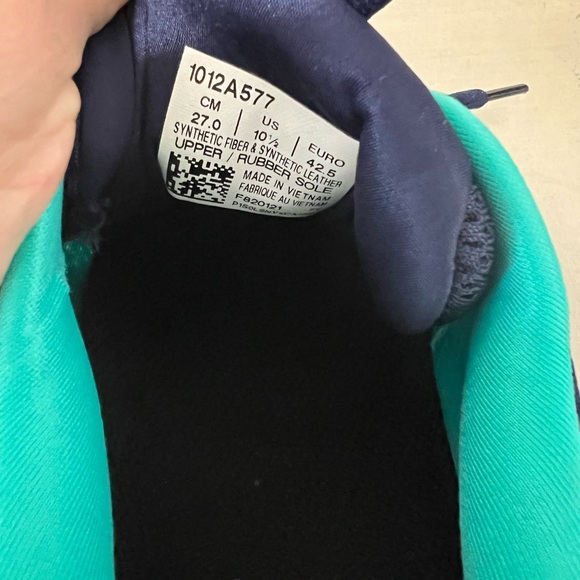 1012A577
CM | US | EURO
27.0 | 10½ | 42.5
SYNTHETIC FIBER & SYNTHETIC LEATHER
UPPER / RUBBER SOLE
MADE IN VIETNAM
FABRIQUE AU VIETNAM
F820121